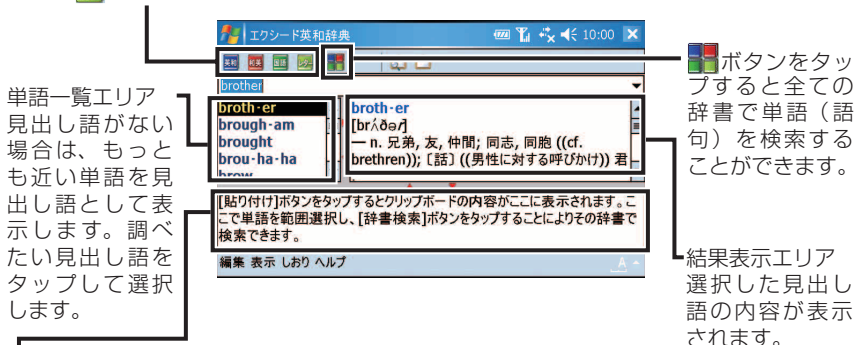 エクシード英和辞典
10:00
英和 和英 国語
brother
broth·er
brough·am
brought
brou·ha·ha
brow
broth·er
[brʌ́ðər]
— n. 兄弟, 友, 仲間; 同志, 同胞 ((cf.
brethren)); 〔話〕 ((男性に対する呼びかけ)) 君
[貼り付け]ボタンをタップするとクリップボードの内容がここに表示されます。こ
こで単語を範囲選択し、[辞書検索]ボタンをタップすることによりその辞書で
検索できます。
編集 表示 しおり ヘルプ
単語一覧エリア
見出し語がない
場合は、もっと
も近い単語を見
出し語として表
示します。調べ
たい見出し語を
タップして選択
します。
ボタンをタッ
プすると全ての
辞書で単語（語
句）を検索する
ことができます。
結果表示エリア
選択した見出し
語の内容が表示
されます。